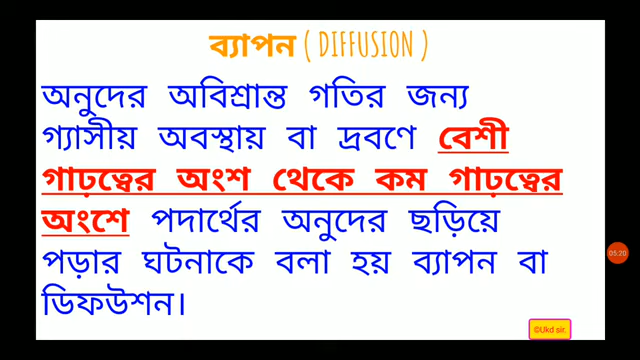 ব্যাপন ( DIFFUSION )
অনুদের অবিশ্রান্ত গতির জন্য
গ্যাসীয় অবস্থায় বা দ্রবণে বেশী
গাঢ়ত্বের অংশ থেকে কম গাঢ়ত্বের
অংশে পদার্থের অনুদের ছড়িয়ে
পড়ার ঘটনাকে বলা হয় ব্যাপন বা
ডিফউশন।
05:20
©Ukd sir.